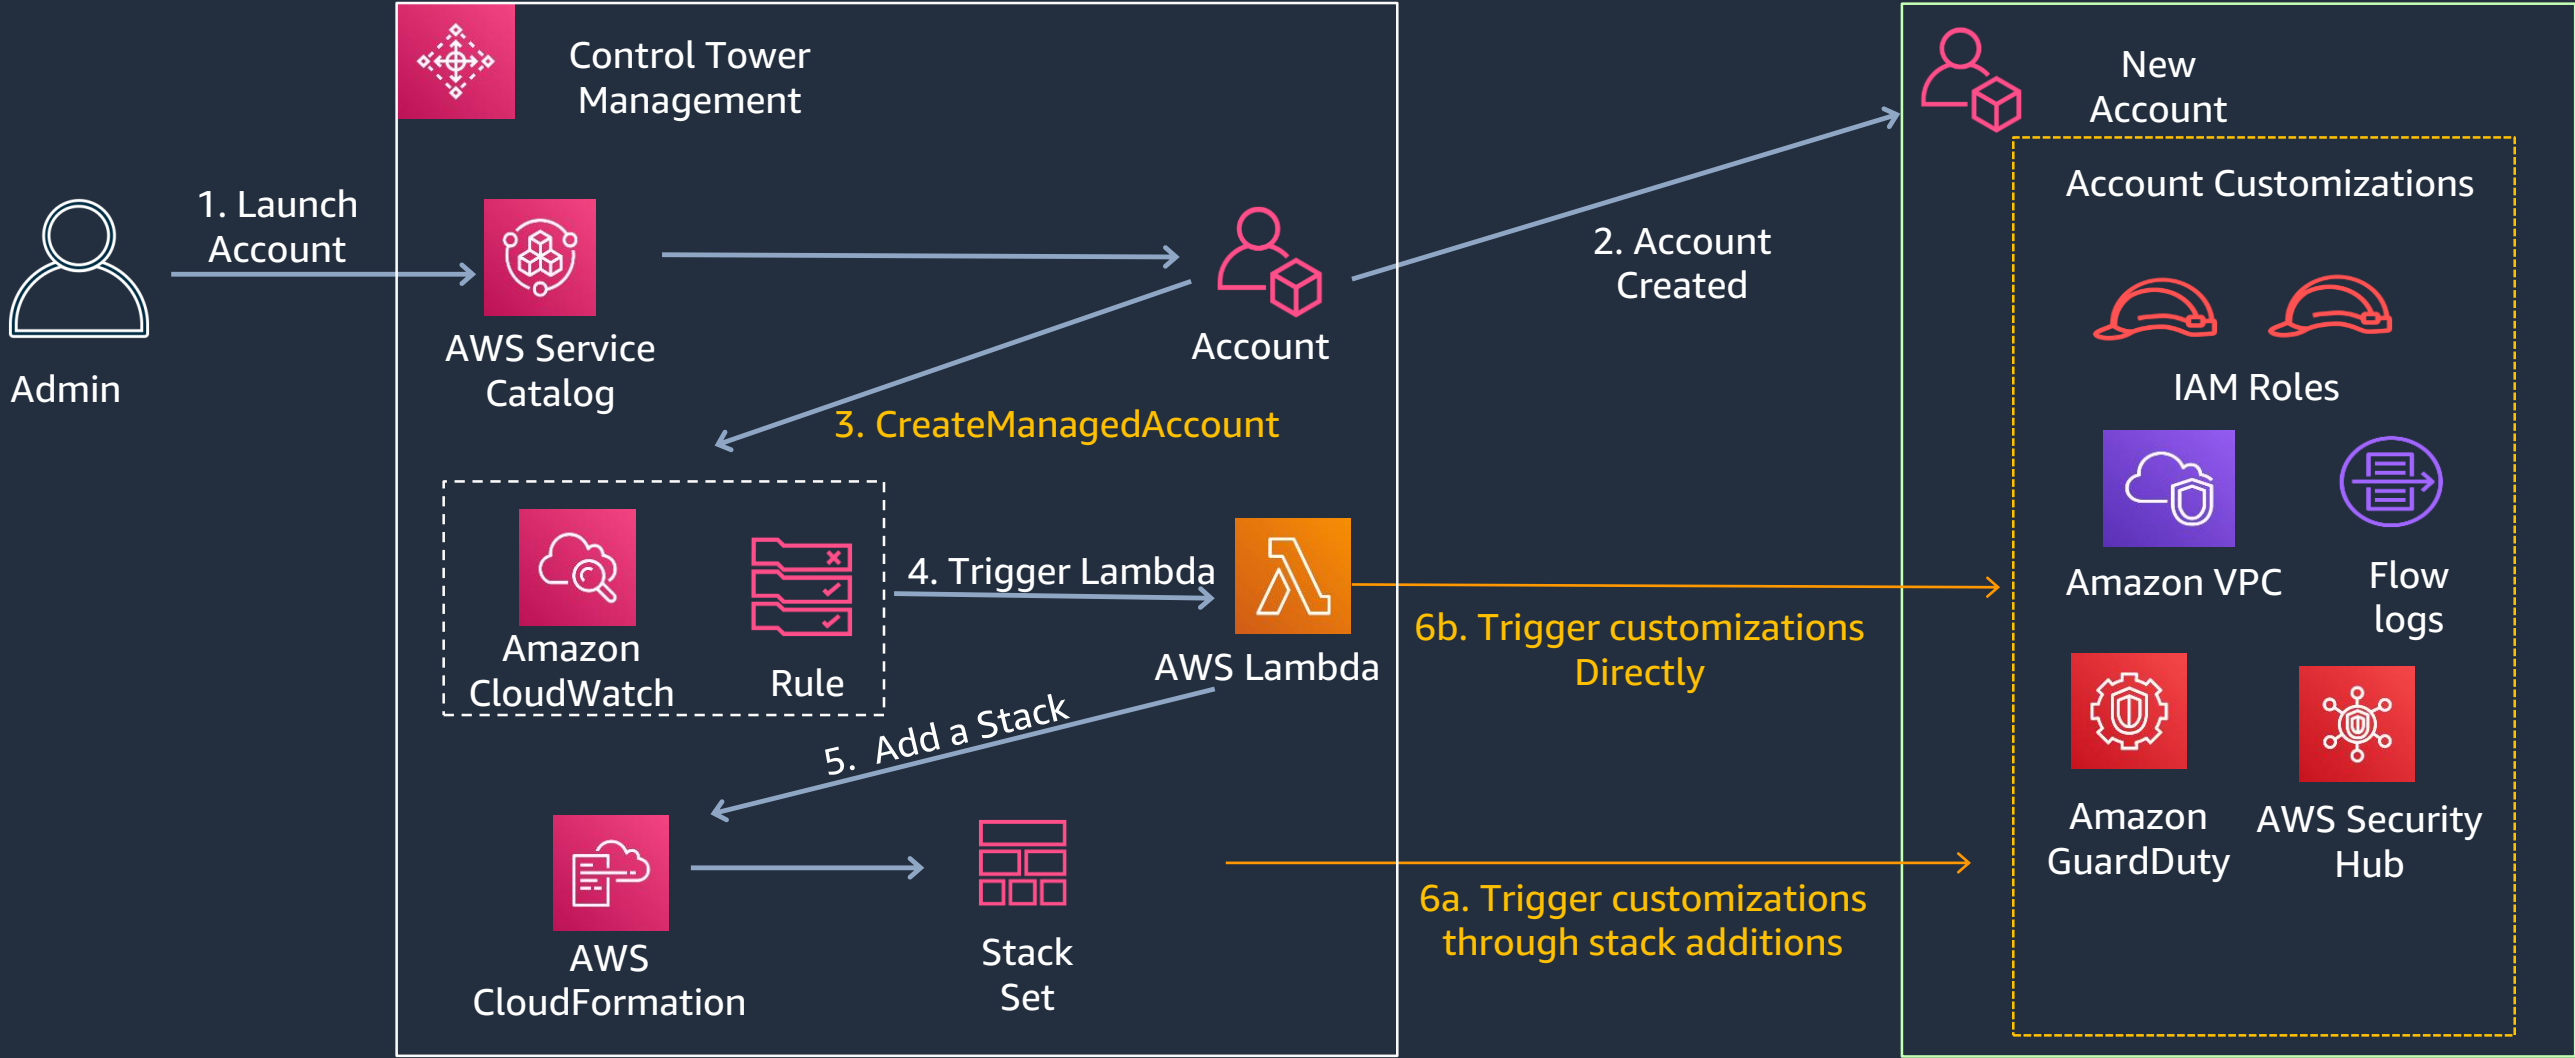 Control Tower
Management
New
Account
Account Customizations
1. Launch
Account
2. Account
Created
Admin
AWS Service
Catalog
Account
3. CreateManagedAccount
IAM Roles
4. Trigger Lambda
Amazon
CloudWatch
Rule
AWS Lambda
6b. Trigger customizations
Directly
Amazon VPC
Flow
logs
5. Add a Stack
Amazon
GuardDuty
AWS Security
Hub
AWS
CloudFormation
Stack
Set
6a. Trigger customizations
through stack additions